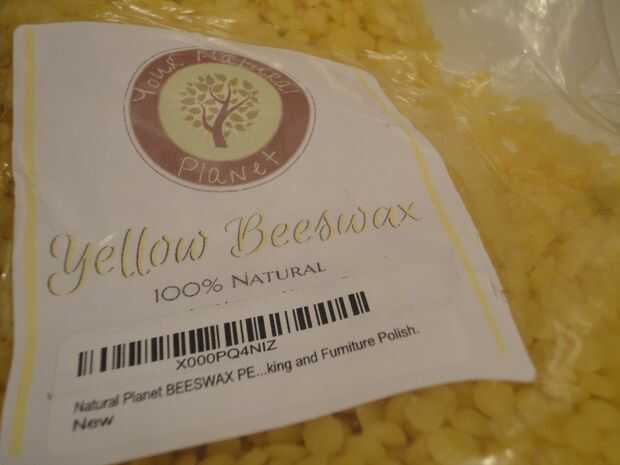 Your Natural
Planet
Yellow Beeswax
100% NATURAL
X000PQ4NIZ
Natural Planet BEESWAX PE...king and Furniture Polish.
New